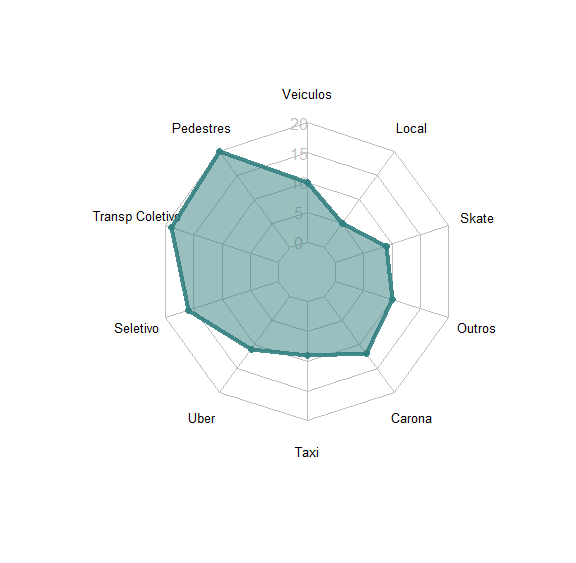 Veiculos
20
Pedestres
Local
15
10
Transp Coletivo
5
Skate
0
Seletivo
Outros
Uber
Carona
Taxi